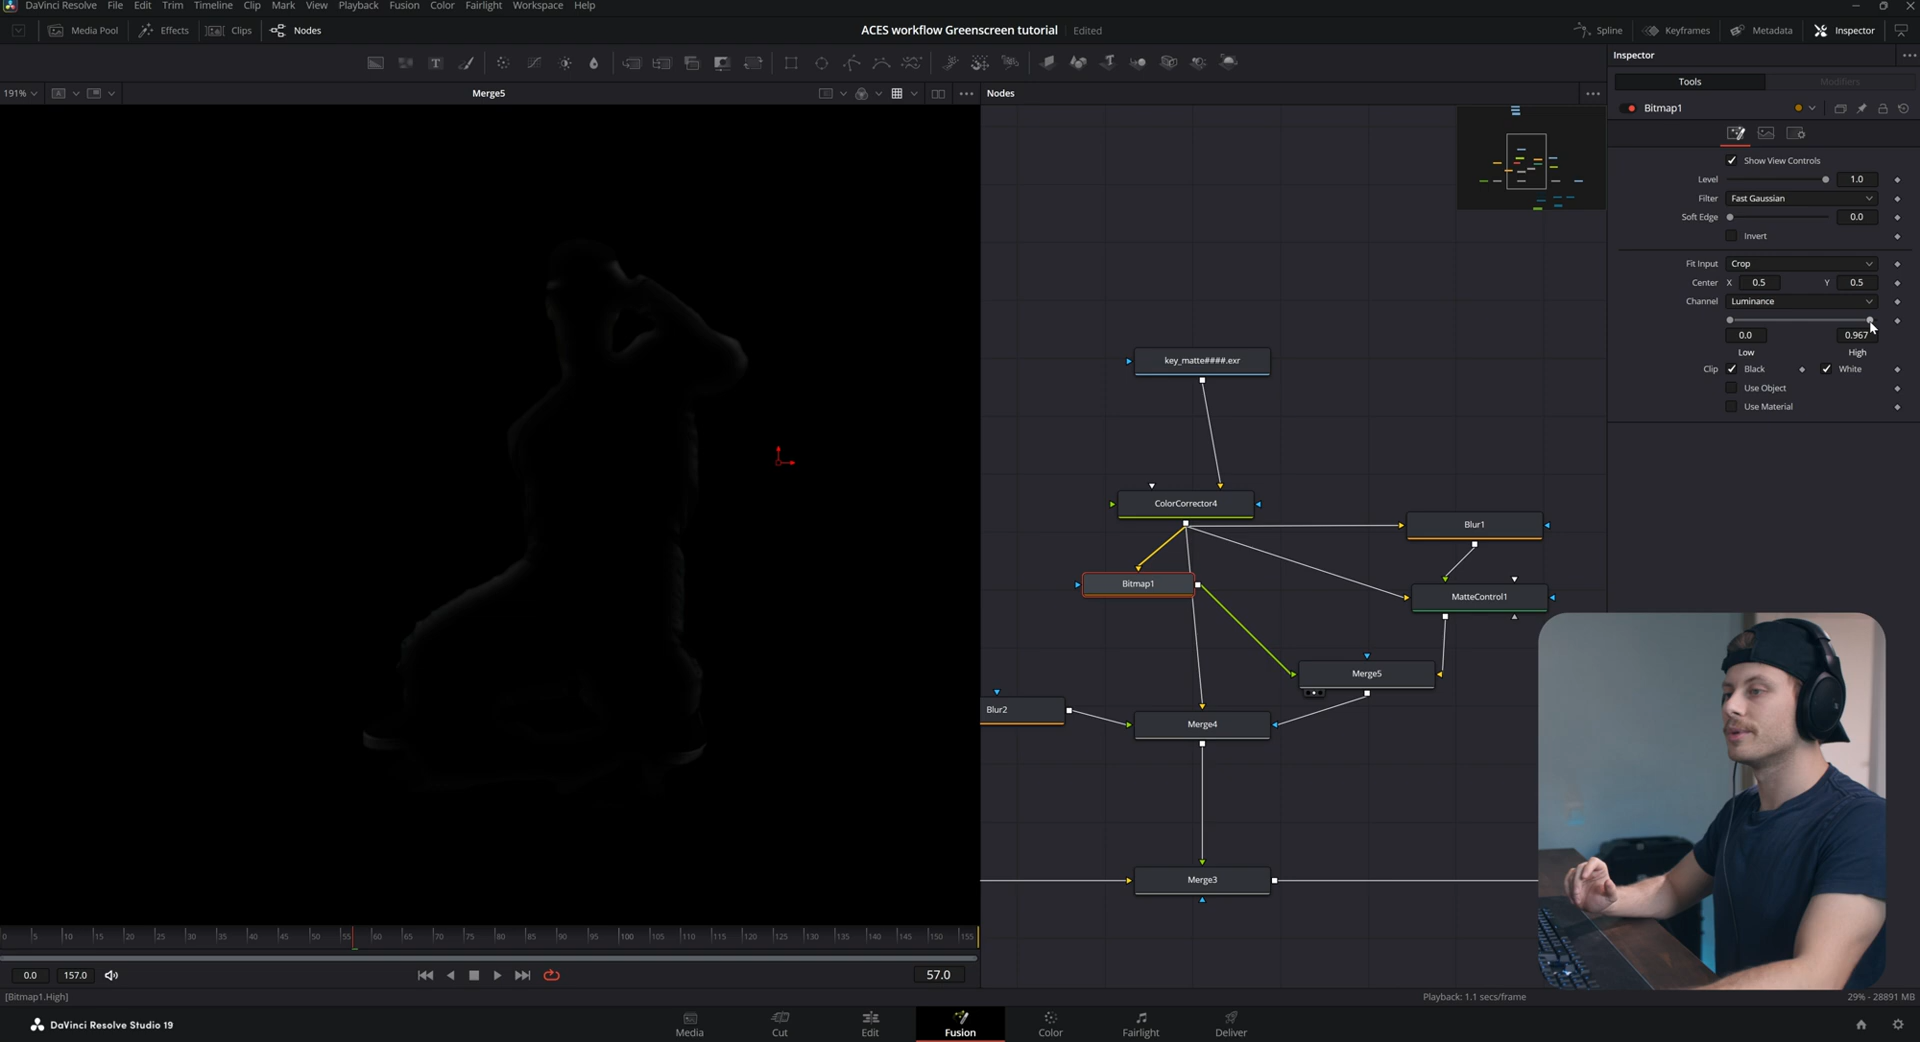 DaVinci Resolve File Edit Trim Timeline Clip Mark View Playback Fusion Color Fairlight Workspace Help
Media Pool Effects Clips Nodes ACES workflow Greenscreen tutorial Edited Spline Keyframes Metadata Inspector
Inspector
Tools Modifiers
191% Merge5 Nodes
Bitmap1
Show View Controls
Level 1.0
Filter Fast Gaussian
Soft Edge 0.0
Invert
Fit Input Crop
Center X 0.5 Y 0.5
Channel Luminance
0.0 0.967
Low High
Clip Black White
Use Object
Use Material
key_matte####.exr
ColorCorrector4
Blur1
Bitmap1
MatteControl1
Merge5
Blur2
Merge4
Merge3
0 5 10 15 20 25 30 35 40 45 50 55 60 65 70 75 80 85 90 95 100 105 110 115 120 125 130 135 140 145 150 155
0.0 157.0 57.0
[Bitmap1.High] Playback: 1.1 secs/frame 29% - 28891 MB
DaVinci Resolve Studio 19
Media Cut Edit Fusion Color Fairlight Deliver